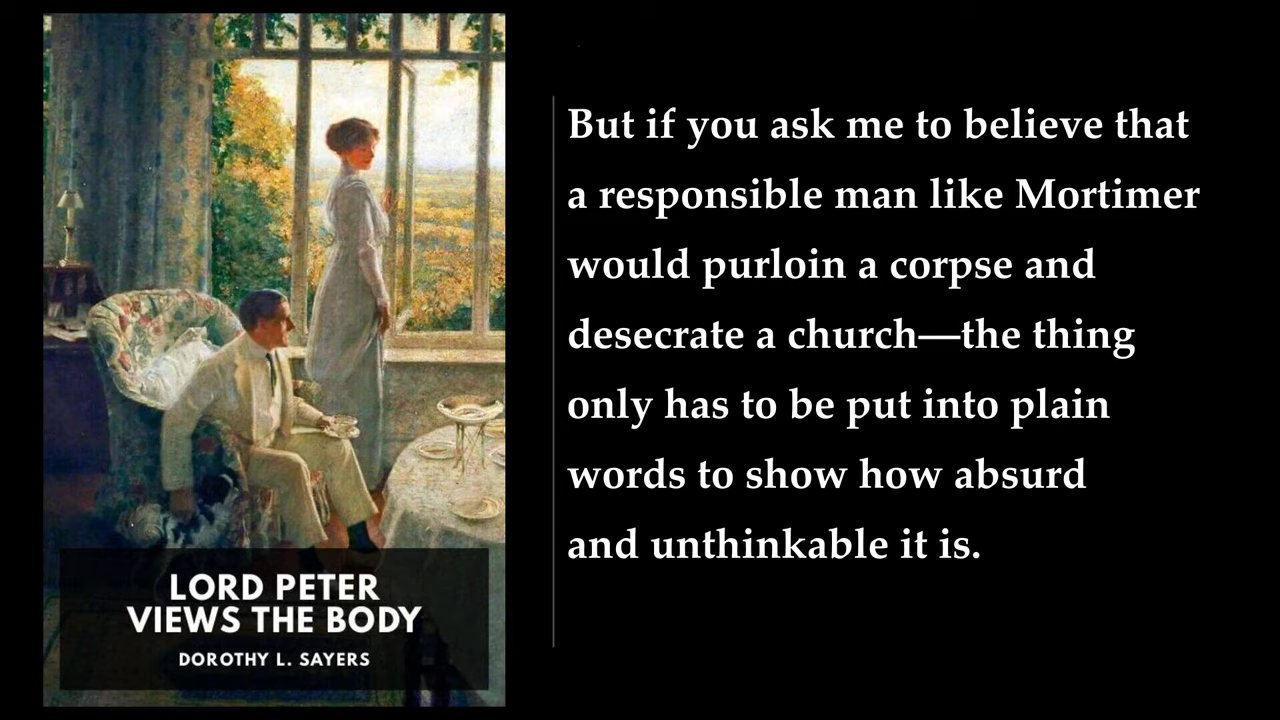 LORD PETER
VIEWS THE BODY
DOROTHY L. SAYERS
But if you ask me to believe that
a responsible man like Mortimer
would purloin a corpse and
desecrate a church—the thing
only has to be put into plain
words to show how absurd
and unthinkable it is.